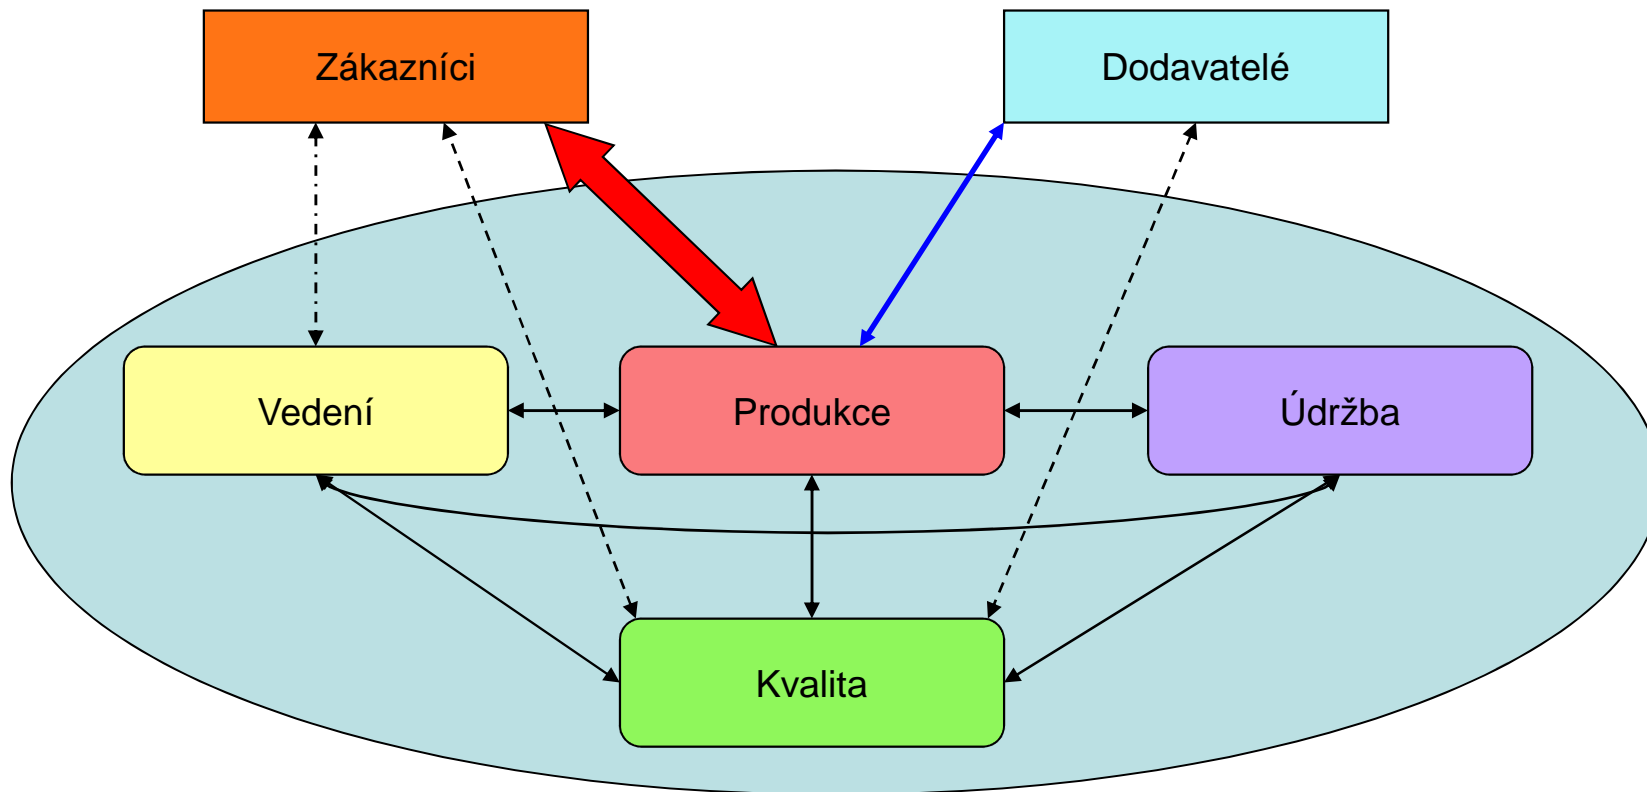 Zákazníci
Dodavatelé
Vedení
Produkce
Údržba
Kvalita